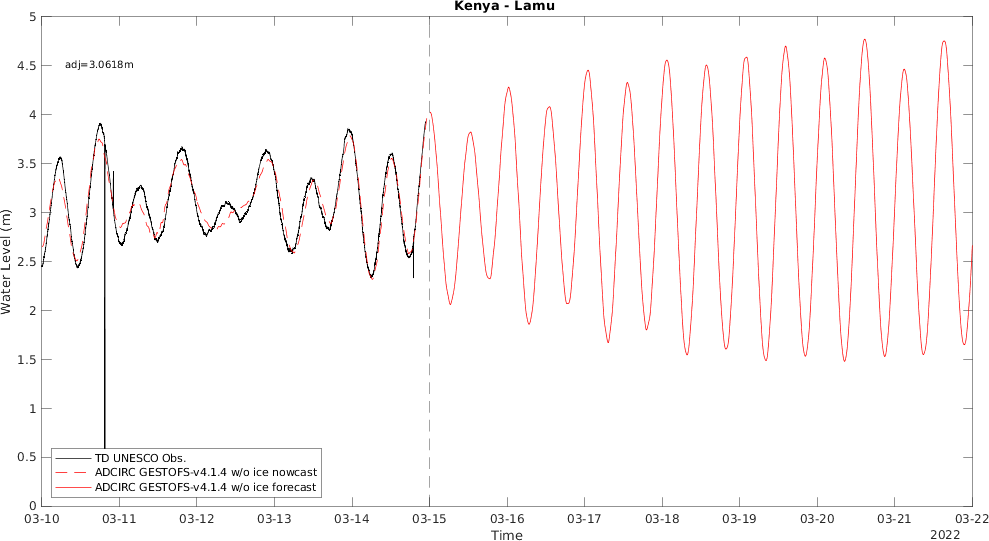 Kenya - Lamu
Water Level (m)
5
4.5
4
3.5
3
2.5
2
1.5
1
0.5
0
adj=3.0618m
TD UNESCO Obs.
ADCIRC GESTOFS-v4.1.4 w/o ice nowcast
ADCIRC GESTOFS-v4.1.4 w/o ice forecast
03-10 03-11 03-12 03-13 03-14 03-15 03-16 03-17 03-18 03-19 03-20 03-21 03-22
Time
2022